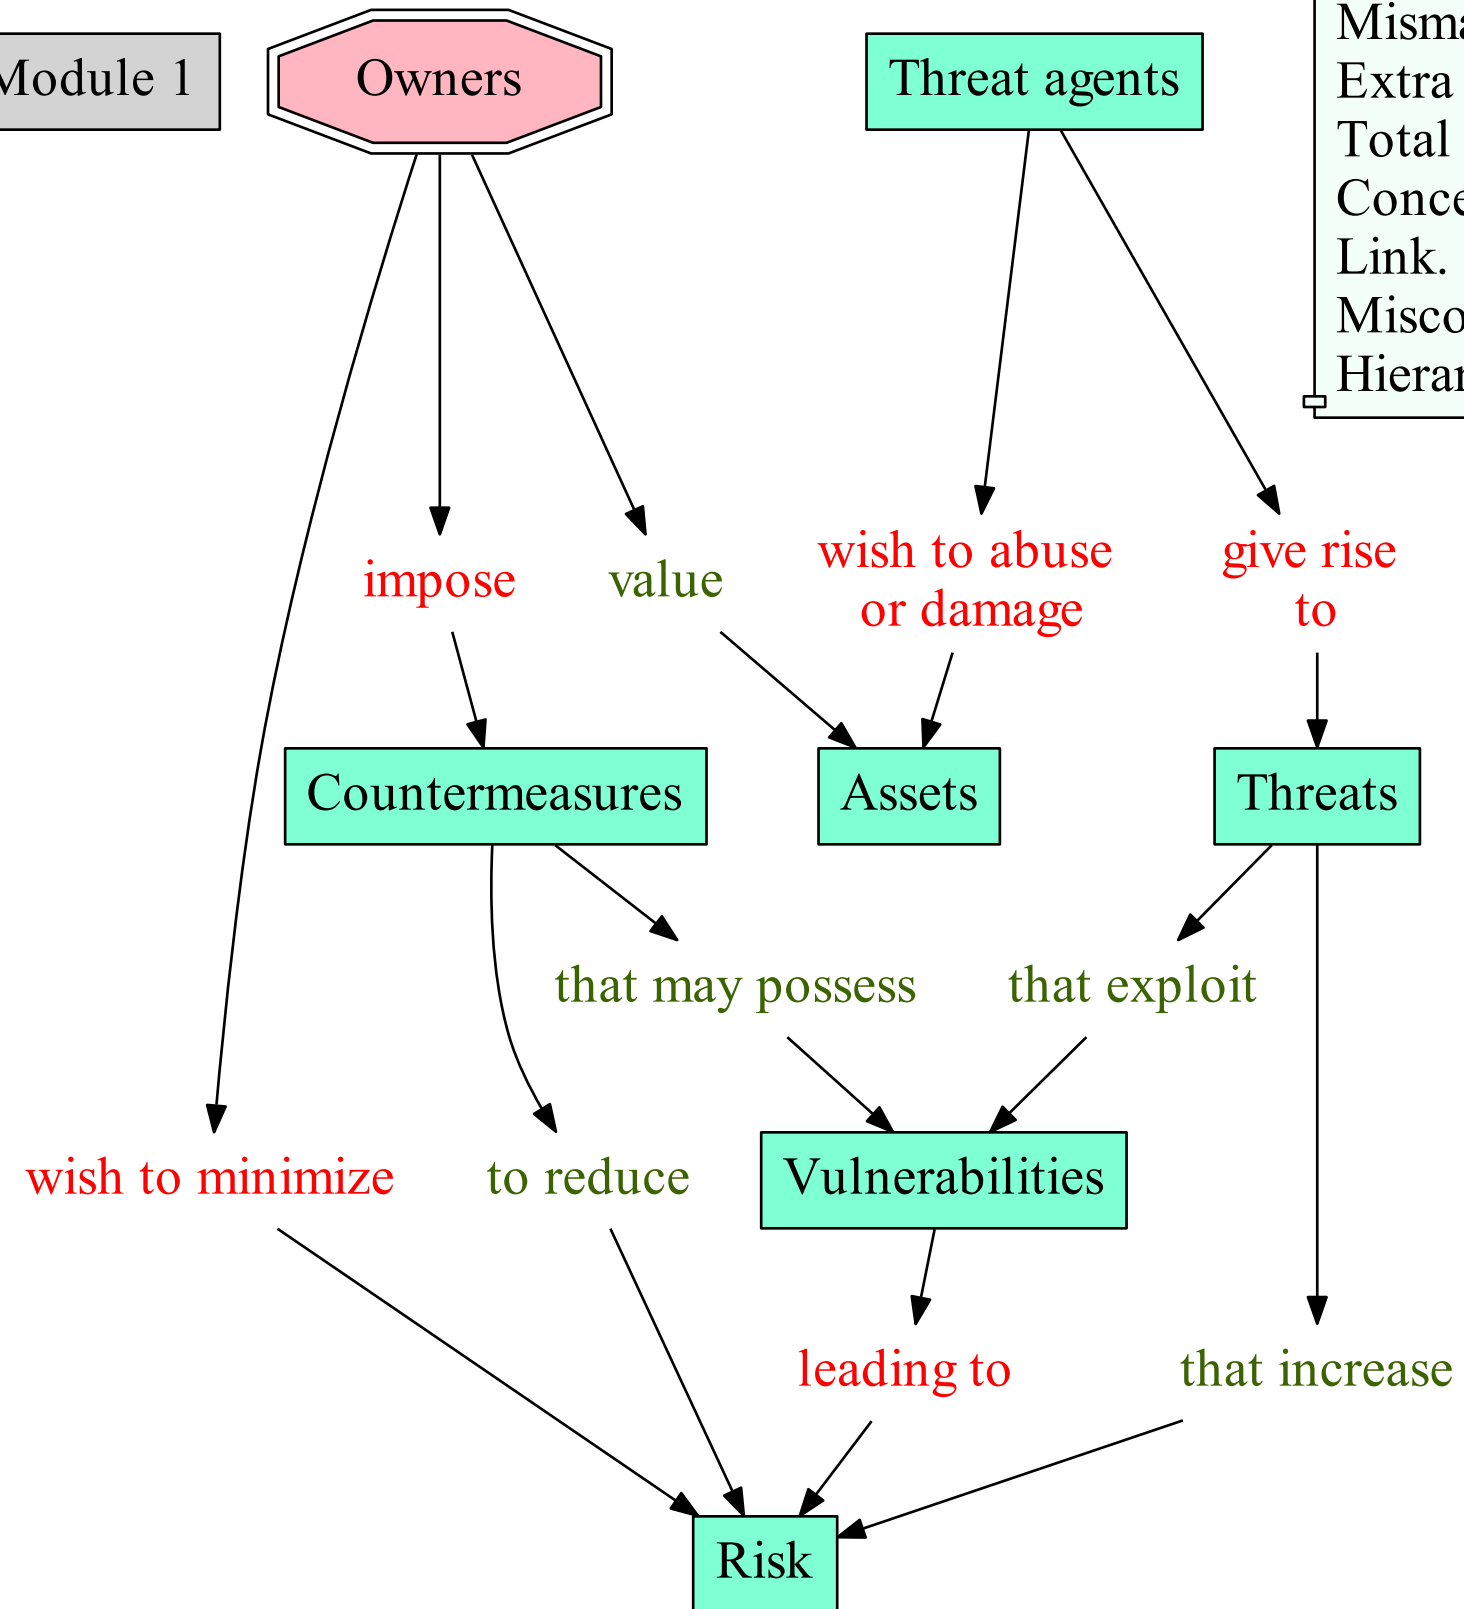 Module 1
Owners
Threat agents
Extra
Total
Link.
impose
value
wish to abuse
or damage
give rise
to
Countermeasures
Assets
Threats
that may possess
that exploit
wish to minimize
to reduce
Vulnerabilities
leading to
that increase
Risk